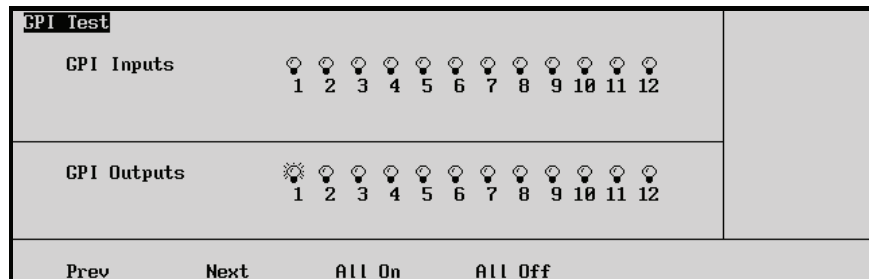 GPI Test
GPI Inputs
1 2 3 4 5 6 7 8 9 10 11 12
GPI Outputs
1 2 3 4 5 6 7 8 9 10 11 12
Prev Next All On All Off